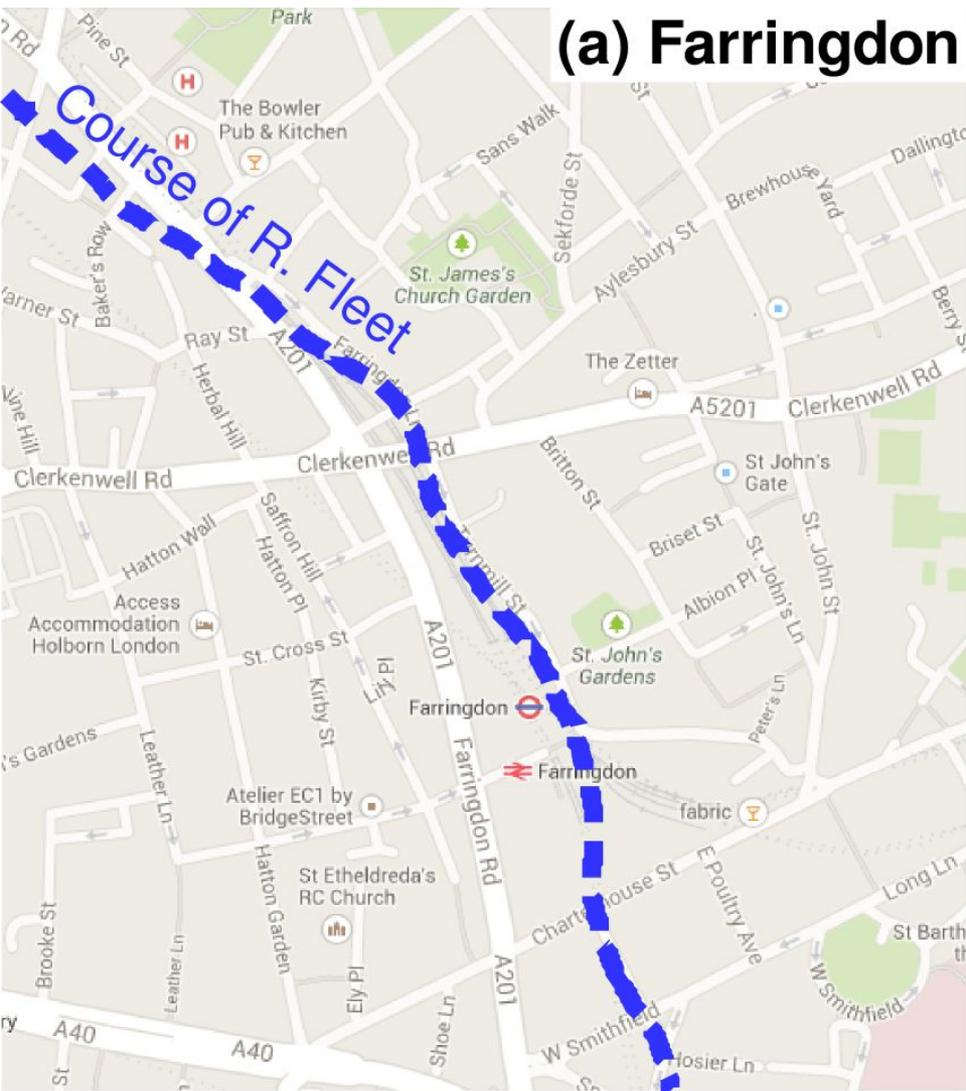 (a) Farringdon
Park
Pine St
n Rd
The Bowler
Pub & Kitchen
Course of R. Fleet
Sans Walk
Sekforde St
Dallingto
Brewhouse Yard
St
Aylesbury St
St. James's
Church Garden
Baker's Row
Warner St
Ray St
A201
Berry S
The Zetter
Herbal Hill
Vine Hill
A5201
Clerkenwell Rd
Clerkenwell Rd
Clerkenwell Rd
Britton St
St John's
Gate
Saffron Hill
Hatton Wall
Hatton Pl
Turnmill St
Briset St
St. John's Ln
St. John St
Albion Pl
Access
Accommodation
Holborn London
St. Cross St
A201
St. John's
Gardens
Lily Pl
Kirby St
Farringdon
Peter's Ln
's Gardens
Leather Ln
Farringdon Rd
Farringdon
Atelier EC1 by
BridgeStreet
fabric
Hatton Garden
St Etheldreda's
RC Church
Charterhouse St
E Poultry Ave
Long Ln
Brooke St
Leather Ln
Ely Pl
A201
St Barth
th
W Smithfield
Shoe Ln
ry
A40
A40
W Smithfield
Hosier Ln
St